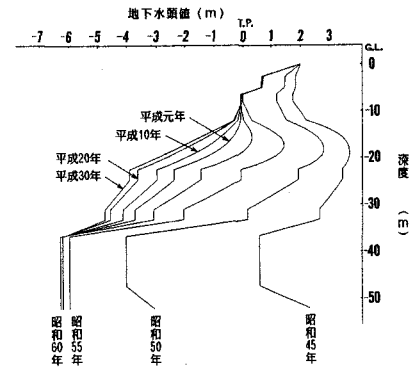 地下水頭値 (m)
T.P.
-6 -5 -4 -3 -2 -1 0 1 2 3
G.L.
0
-10
-20
-30
-40
-50
深度 (m)
平成元年
平成10年
平成20年
平成30年
昭和60年
昭和55年
昭和50年
昭和45年